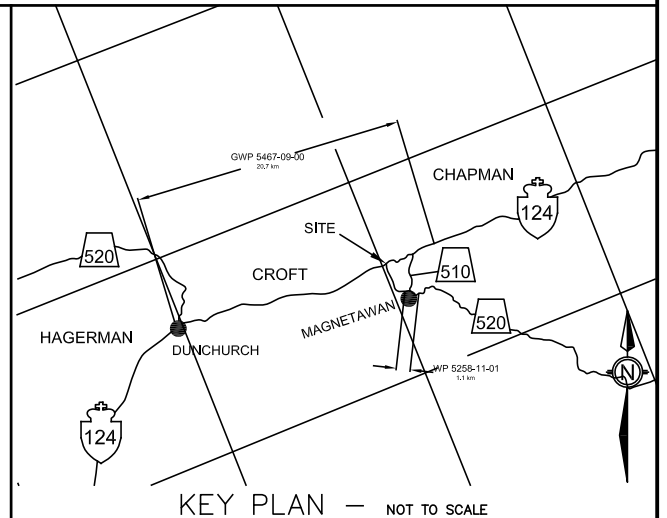 GWP 5467-09-00
20.7 km
CHAPMAN
124
SITE
520
CROFT
510
MAGNETAWAN
520
HAGERMAN
DUNCHURCH
WP 5258-11-01
1.1 km
N
124
KEY PLAN — NOT TO SCALE